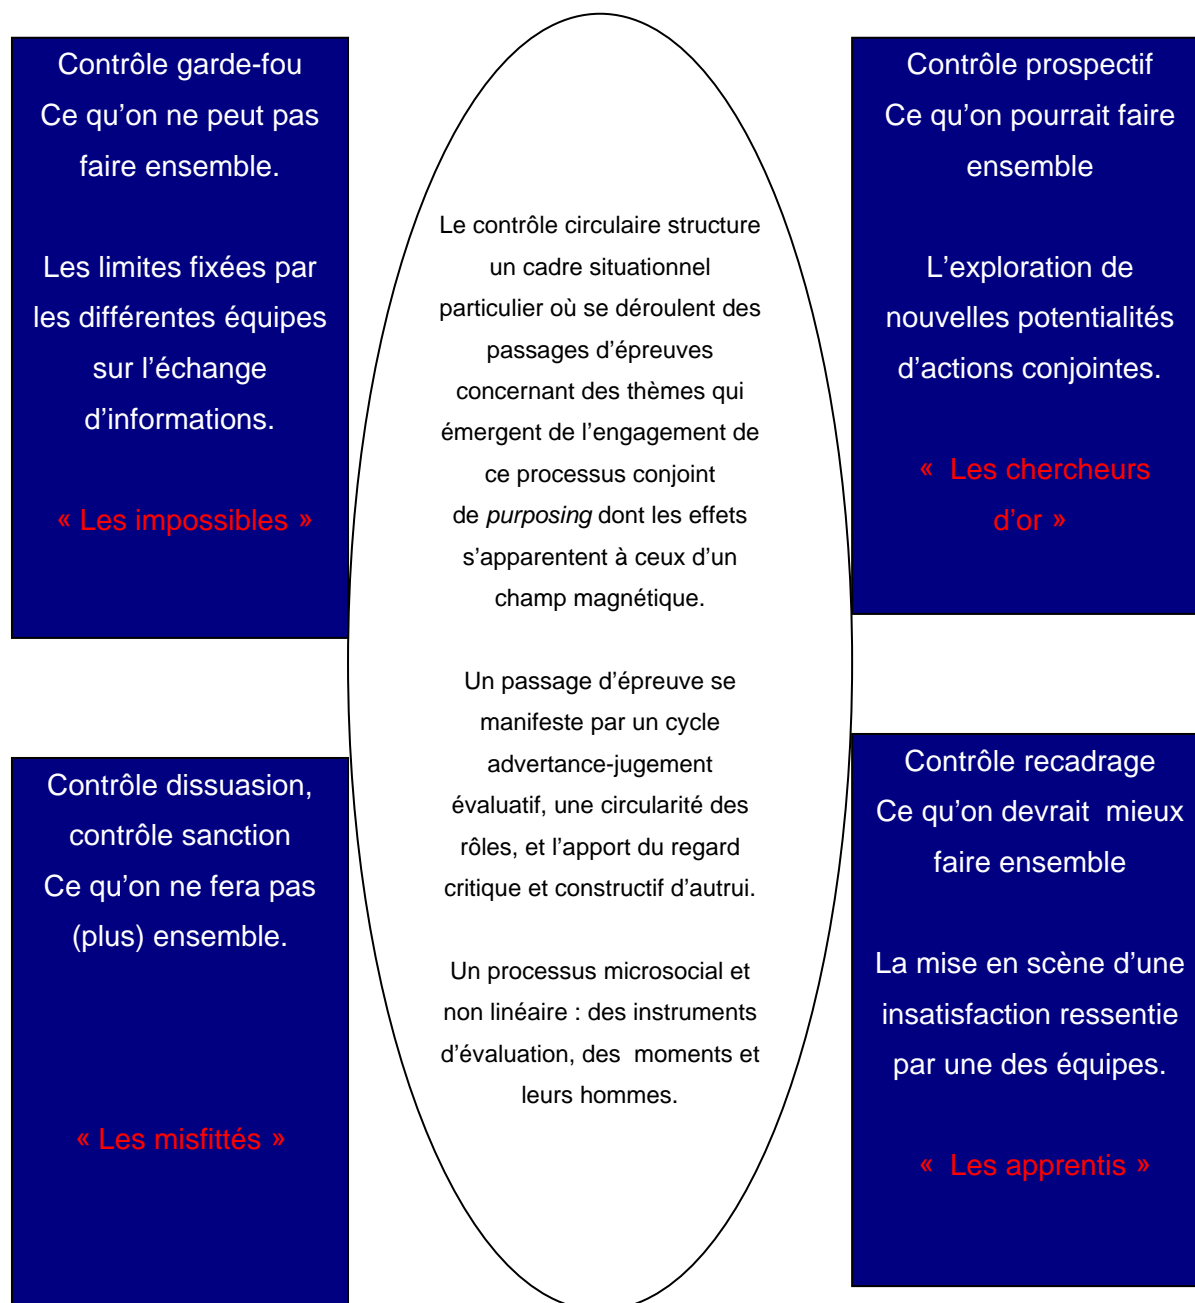 Contrôle garde-fou
Ce qu’on ne peut pas
faire ensemble.
Les limites fixées par
les différentes équipes
sur l’échange
d’informations.
« Les impossibles »
Contrôle dissuasion,
contrôle sanction
Ce qu’on ne fera pas
(plus) ensemble.
« Les misfittés »
Le contrôle circulaire structure
un cadre situationnel
particulier où se déroulent des
passages d’épreuves
concernant des thèmes qui
émergent de l’engagement de
ce processus conjoint
de purposing dont les effets
s’apparentent à ceux d’un
champ magnétique.
Un passage d’épreuve se
manifeste par un cycle
advertance-jugement
évaluatif, une circularité des
rôles, et l’apport du regard
critique et constructif d’autrui.
Un processus microsocial et
non linéaire : des instruments
d’évaluation, des  moments et
leurs hommes.
Contrôle prospectif
Ce qu’on pourrait faire
ensemble
L’exploration de
nouvelles potentialités
d’actions conjointes.
«  Les chercheurs
d’or »
Contrôle recadrage
Ce qu’on devrait  mieux
faire ensemble
La mise en scène d’une
insatisfaction ressentie
par une des équipes.
«  Les apprentis »